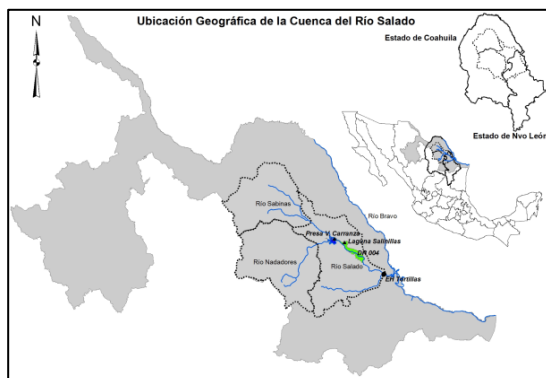 Ubicación Geográfica de la Cuenca del Río Salado
N
Estado de Coahuila
Estado de Nvo León
Río Sabinas
Río Bravo
Presa V. Carranza
Laguna Salinillas
DR 004
Río Nadadores
Río Salado
EH Tortillas